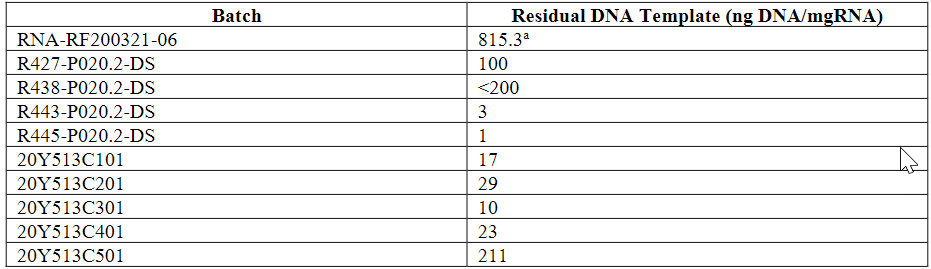 Batch Residual DNA Template (ng DNA/mgRNA)
RNA-RF200321-06 815.3ᵃ
R427-P020.2-DS 100
R438-P020.2-DS <200
R443-P020.2-DS 3
R445-P020.2-DS 1
20Y513C101 17
20Y513C201 29
20Y513C301 10
20Y513C401 23
20Y513C501 211